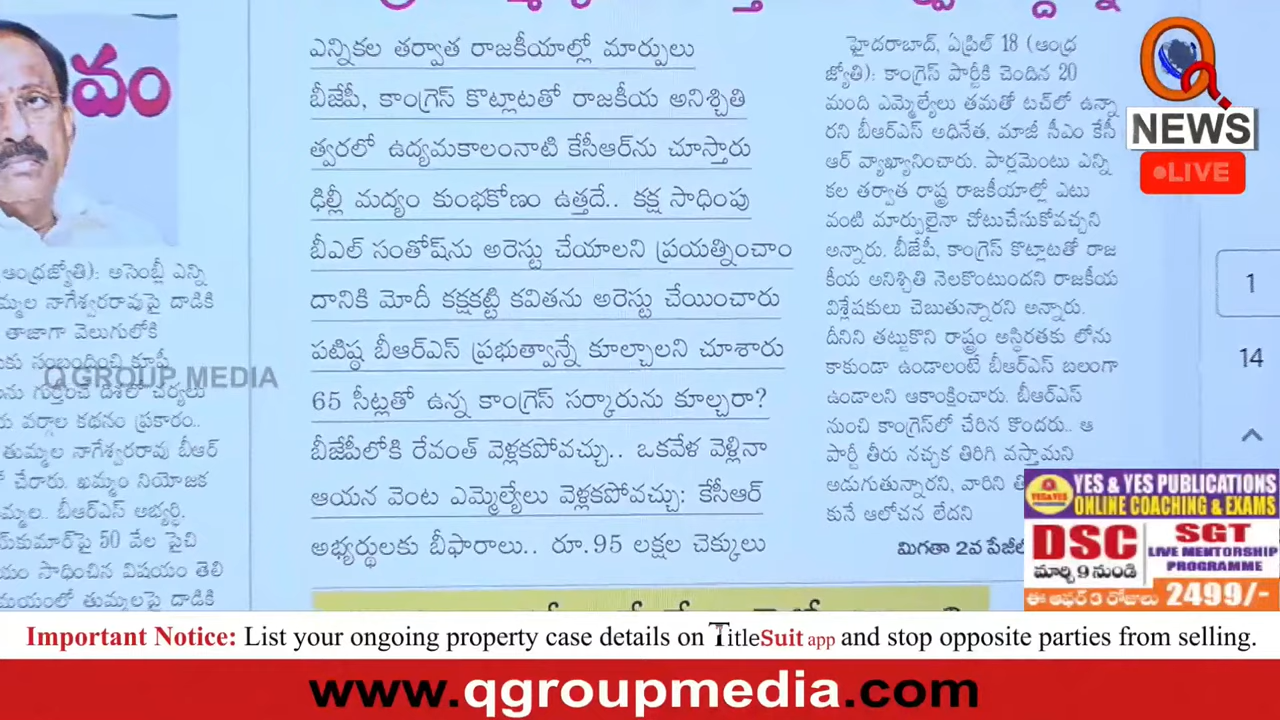 వం
ఆంధ్రజ్యోతి): అసెంబ్లీ ఎన్ని
మ్మల నాగేశ్వరరావుపై దాడికి
తాజాగా వెలుగులోకి
కు సంబంధించి కూపీ
ను గుర్తించే దిశలో చర్యలు
వర్గాల కథనం ప్రకారం..
తుమ్మల నాగేశ్వరరావు బీఆర్
చేరారు. ఖమ్మం నియోజక
మ్మల.. బీఆర్ఎస్ అభ్యర్థి
కుమార్‌పై 50 వేల పైచి
యం సాధించిన విషయం తెలి
మయంలో తుమ్మలపై దాడికి
ఎన్నికల తర్వాత రాజకీయాల్లో మార్పులు
బీజేపీ, కాంగ్రెస్ కొట్లాటతో రాజకీయ అనిశ్చితి
త్వరలో ఉద్యమకాలంనాటి కేసీఆర్‌ను చూస్తారు
ఢిల్లీ మద్యం కుంభకోణం ఉత్తదే.. కక్ష సాధింపు
బీఎల్ సంతోష్‌ను అరెస్టు చేయాలని ప్రయత్నించాం
దానికి మోదీ కక్షకట్టి కవితను అరెస్టు చేయించారు
పటిష్ఠ బీఆర్ఎస్ ప్రభుత్వాన్నే కూల్చాలని చూశారు
65 సీట్లతో ఉన్న కాంగ్రెస్ సర్కారును కూల్చరా?
బీజేపీలోకి రేవంత్ వెళ్లకపోవచ్చు.. ఒకవేళ వెళ్లినా
ఆయన వెంట ఎమ్మెల్యేలు వెళ్లకపోవచ్చు: కేసీఆర్
అభ్యర్థులకు బీఫారాలు.. రూ.95 లక్షల చెక్కులు
హైదరాబాద్, ఏప్రిల్ 18 (ఆంధ్ర
జ్యోతి): కాంగ్రెస్ పార్టీకి చెందిన 20
మంది ఎమ్మెల్యేలు తమతో టచ్‌లో ఉన్నా
రని బీఆర్ఎస్ అధినేత, మాజీ సీఎం కేసీ
ఆర్ వ్యాఖ్యానించారు. పార్లమెంటు ఎన్ని
కల తర్వాత రాష్ట్ర రాజకీయాల్లో ఎటు
వంటి మార్పులైనా చోటుచేసుకోవచ్చని
అన్నారు. బీజేపీ, కాంగ్రెస్ కొట్లాటతో రాజ
కీయ అనిశ్చితి నెలకొంటుందని రాజకీయ
విశ్లేషకులు చెబుతున్నారని అన్నారు.
దీనిని తట్టుకొని రాష్ట్రం అస్థిరతకు లోను
కాకుండా ఉండాలంటే బీఆర్ఎస్ బలంగా
ఉండాలని ఆకాంక్షించారు. బీఆర్ఎస్
నుంచి కాంగ్రెస్‌లో చేరిన కొందరు.. ఆ
పార్టీ తీరు నచ్చక తిరిగి వస్తామని
అడుగుతున్నారని, వారిని
కునే ఆలోచన లేదని
మిగతా 2వ పేజీలో
Q
NEWS
LIVE
1
14
QGROUP MEDIA
YES & YES PUBLICATIONS
ONLINE COACHING & EXAMS
DSC
మార్చి 9 నుండి
SGT
LIVE MENTORSHIP
PROGRAMME
ఈ ఆఫర్ 3 రోజులు 2499/-
Important Notice: List your ongoing property case details on TitleSuit app and stop opposite parties from selling.
www.qgroupmedia.com